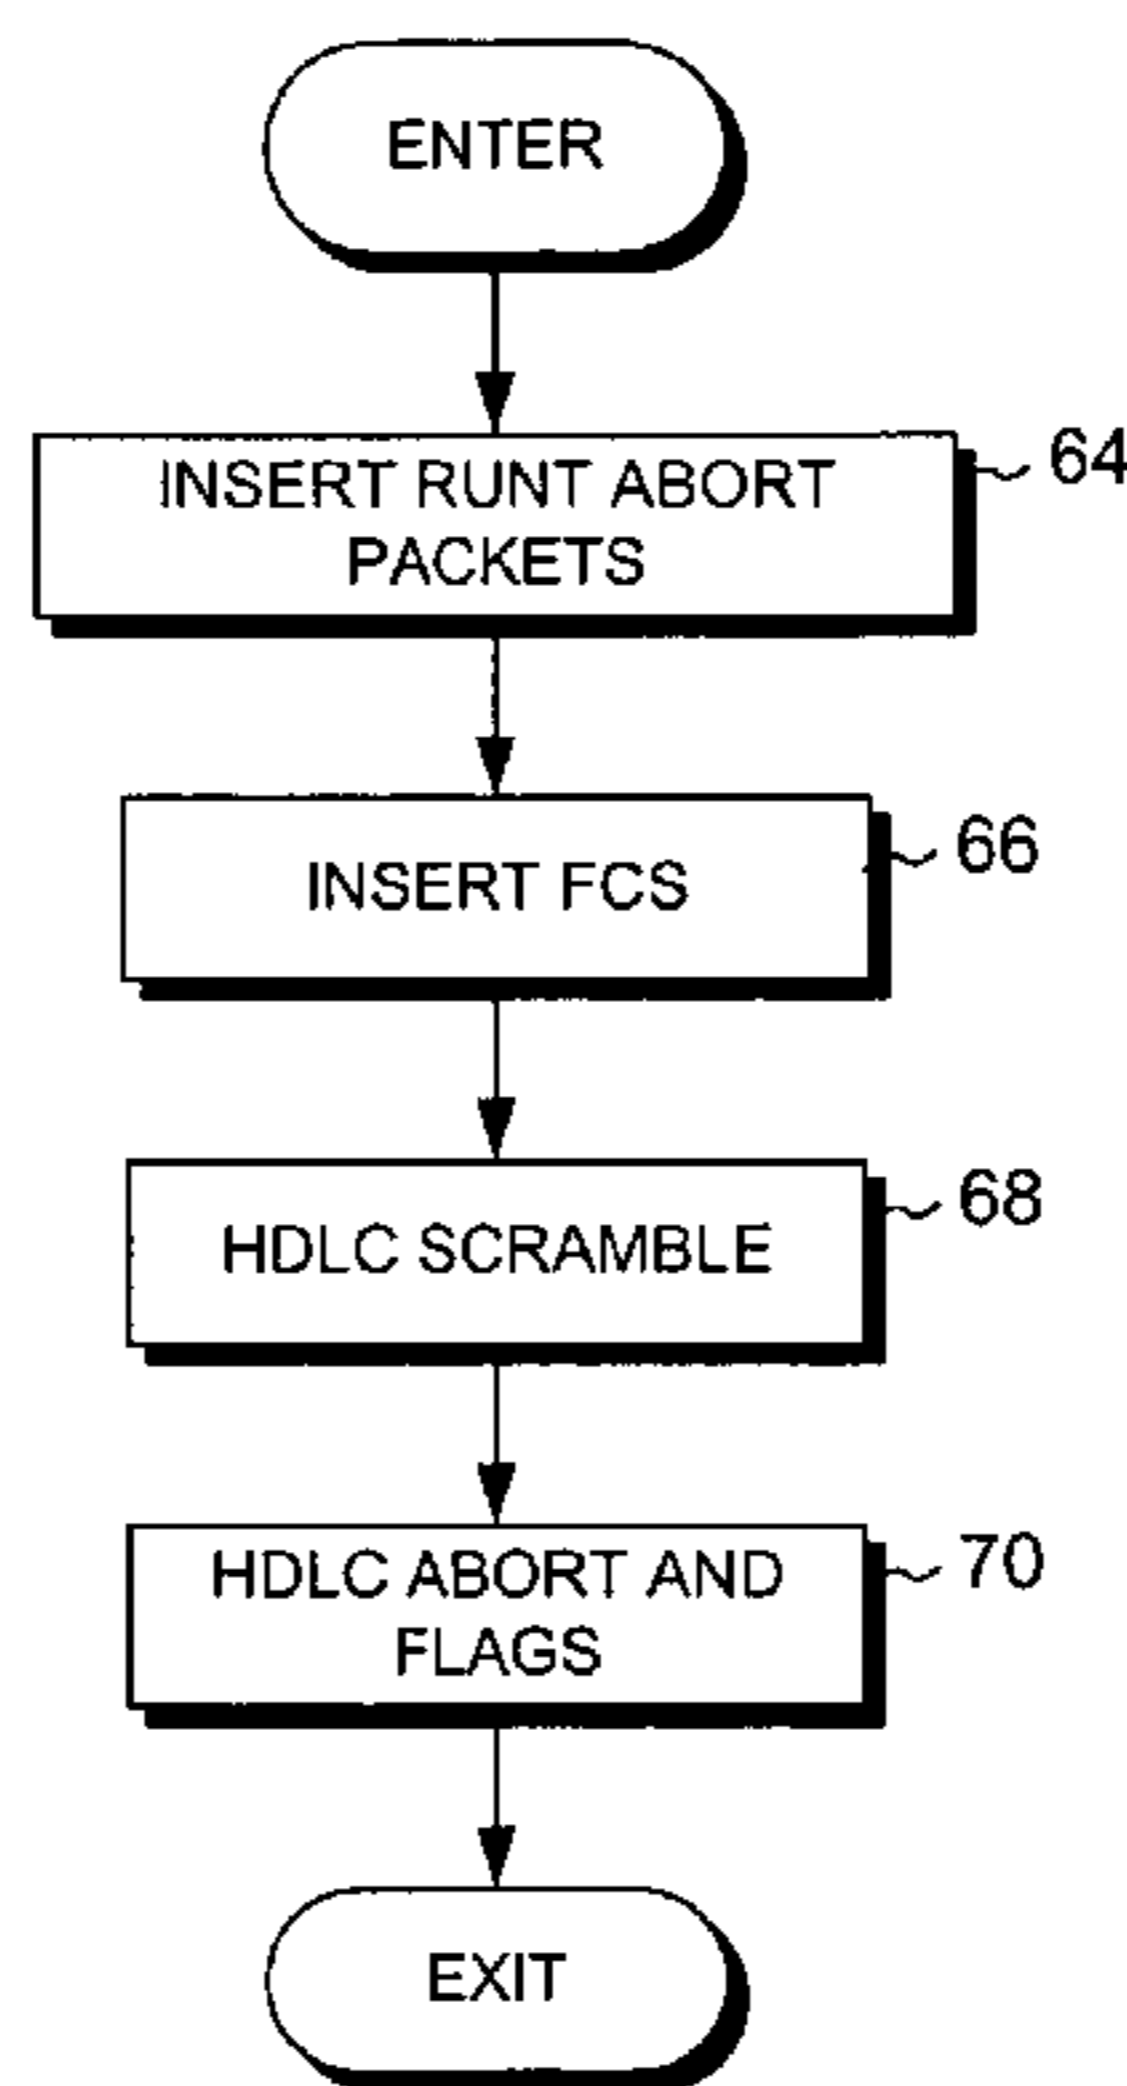 ENTER
INSERT RUNT ABORT
PACKETS
64
INSERT FCS
66
HDLC SCRAMBLE
68
HDLC ABORT AND
FLAGS
70
EXIT